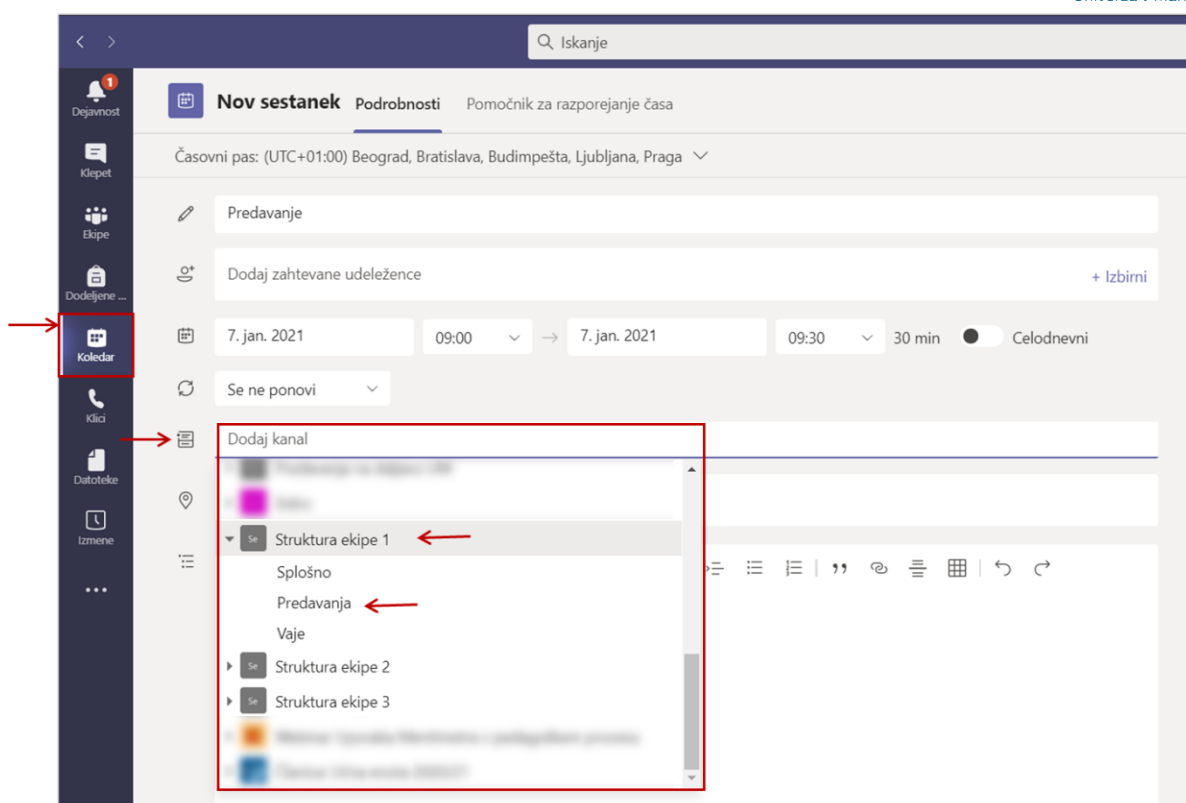 Iskanje
1
Dejavnost
Klepet
Ekipe
Dodeljene ...
Koledar
Klici
Datoteke
Izmene
Nov sestanek Podrobnosti Pomočnik za razporejanje časa
Časovni pas: (UTC+01:00) Beograd, Bratislava, Budimpešta, Ljubljana, Praga
Predavanje
Dodaj zahtevane udeležence + Izbirni
7. jan. 2021 09:00 → 7. jan. 2021 09:30 30 min Celodnevni
Se ne ponovi
Dodaj kanal
Se Struktura ekipe 1
Splošno
Predavanja
Vaje
Se Struktura ekipe 2
Se Struktura ekipe 3